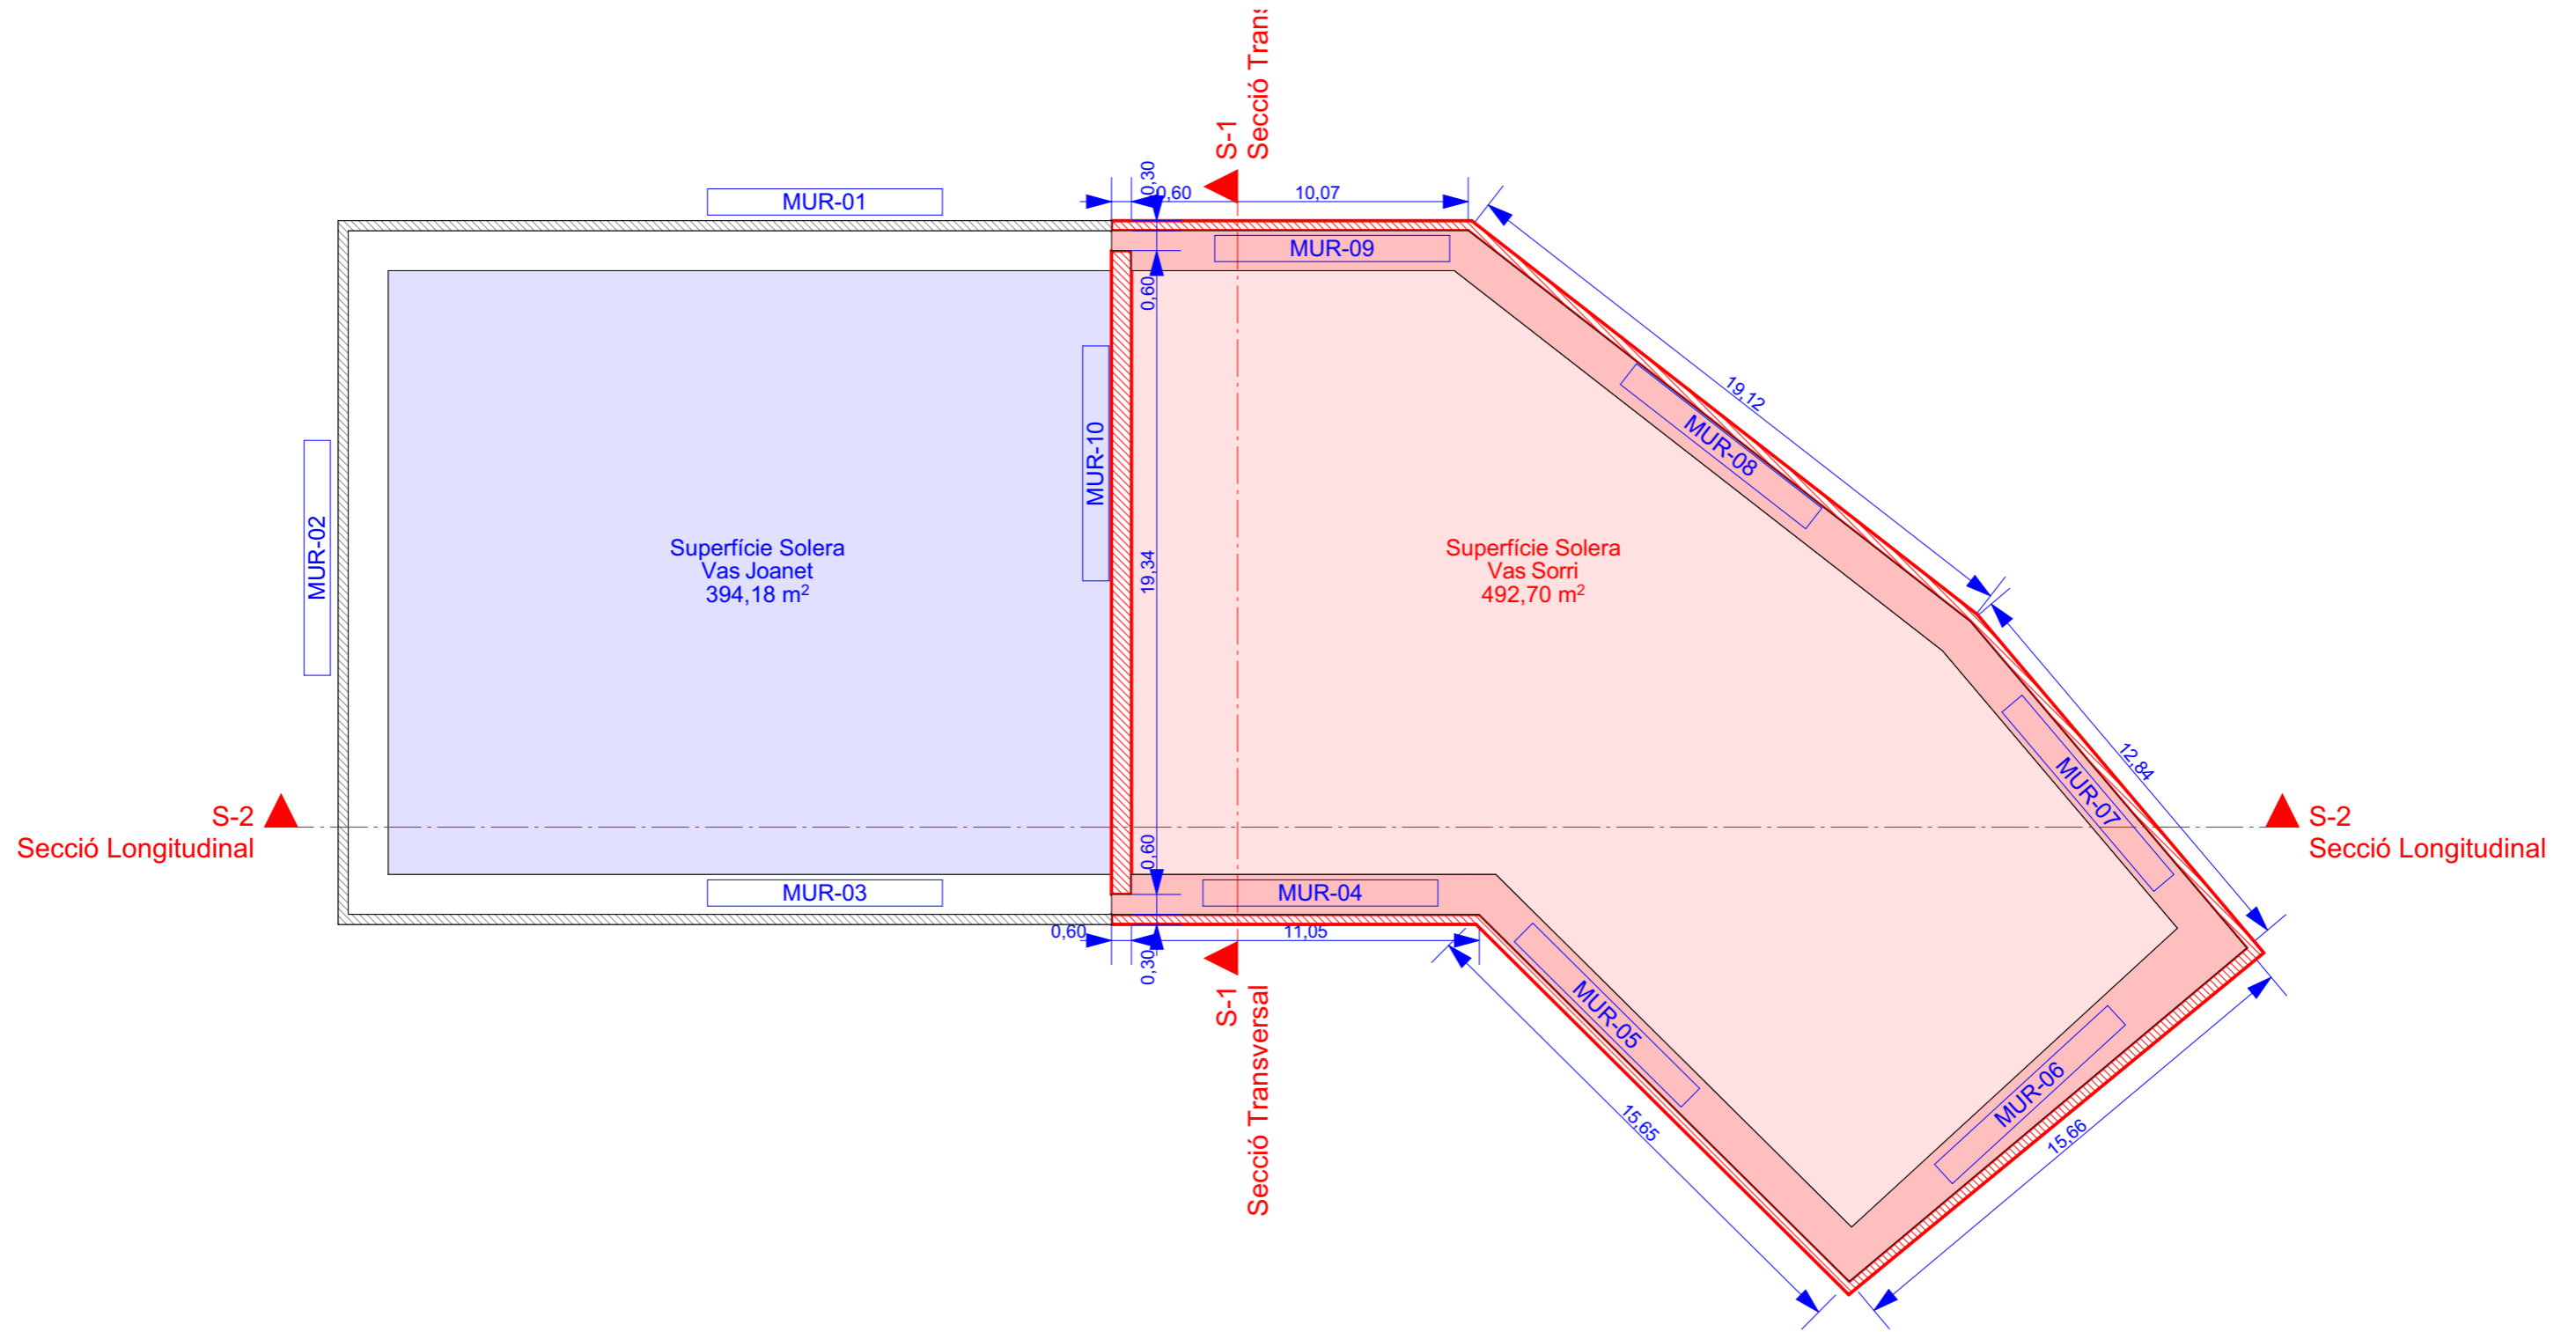 S-1
Secció Trans
0,30
0,60
10,07
MUR-01
MUR-09
0,60
19,12
MUR-08
MUR-10
MUR-02
Superfície Solera
Vas Joanet
394,18 m²
19,34
Superfície Solera
Vas Sorri
492,70 m²
12,84
MUR-07
S-2
Secció Longitudinal
S-2
Secció Longitudinal
0,60
MUR-03
MUR-04
0,60
11,05
0,30
S-1
Secció Transversal
MUR-05
15,65
MUR-06
15,66